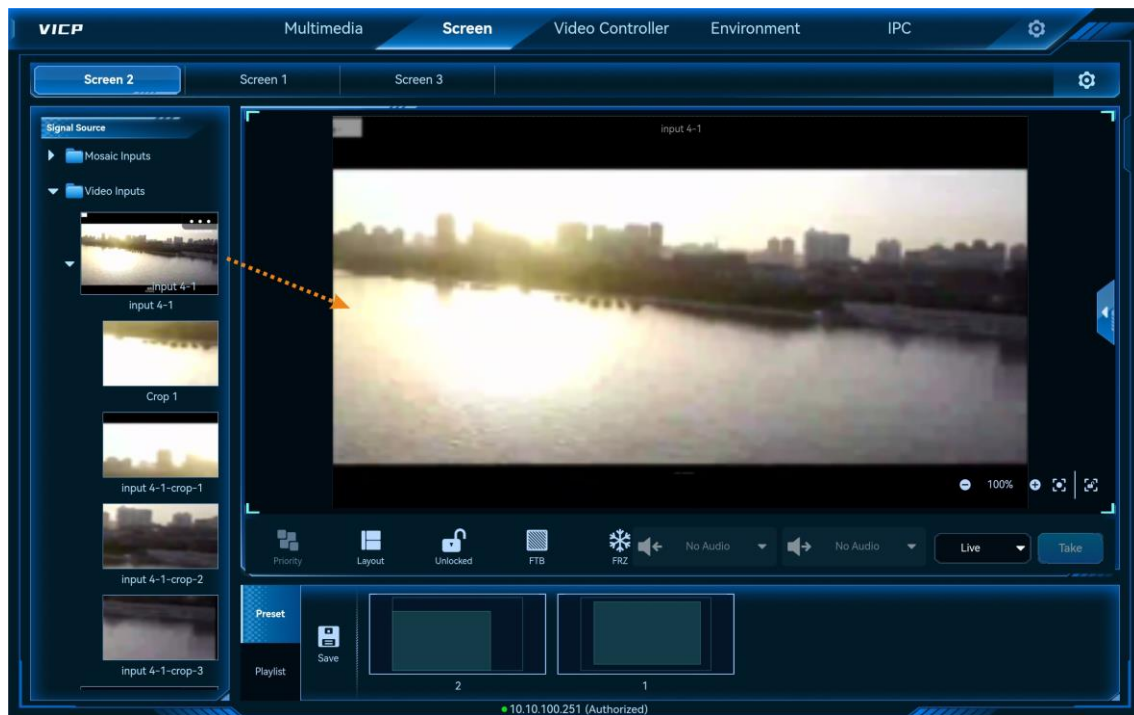 VICP
Multimedia
Screen
Video Controller
Environment
IPC
Screen 2
Screen 1
Screen 3
Signal Source
Mosaic Inputs
Video Inputs
input 4-1
input 4-1
Crop 1
input 4-1-crop-1
input 4-1-crop-2
input 4-1-crop-3
input 4-1
100%
Priority
Layout
Unlocked
FTB
FRZ
No Audio
No Audio
Live
Take
Preset
Playlist
Save
2
1
10.10.100.251 (Authorized)